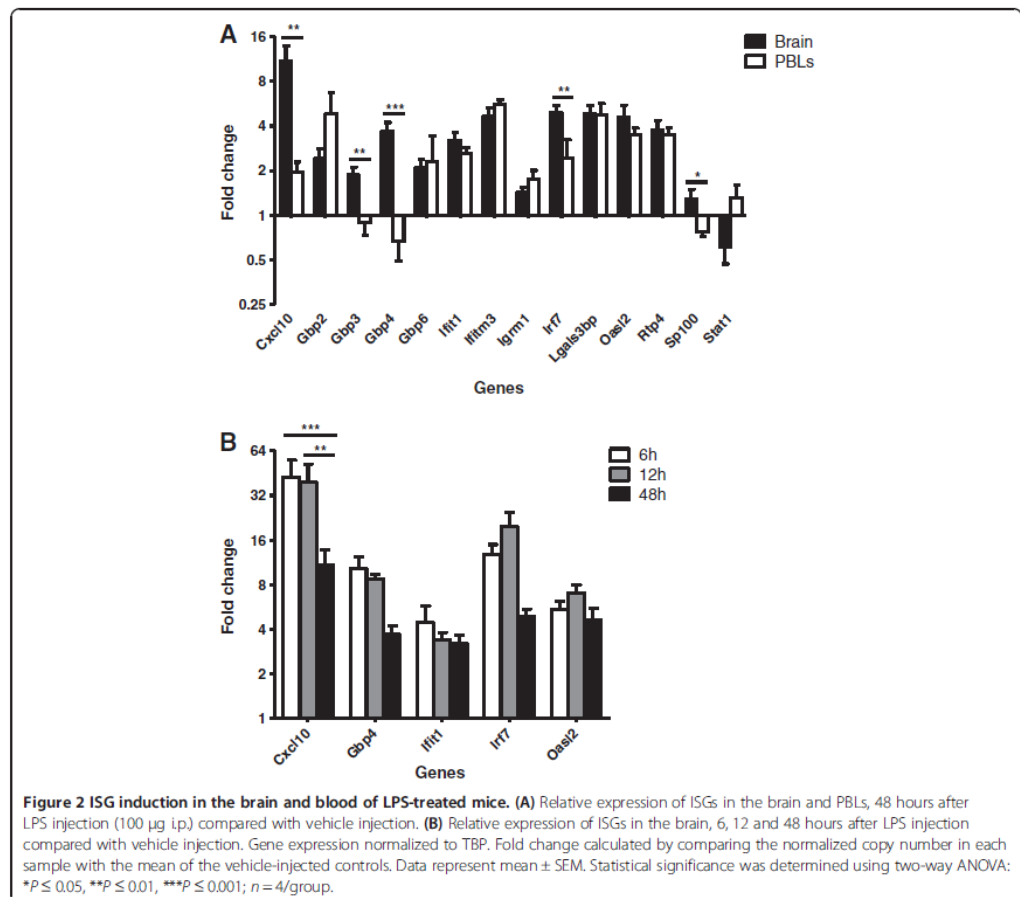 A
Brain
PBLs
**
**
***
**
*
16
8
4
2
1
0.5
0.25
Fold change
Cxcl10
Gbp2
Gbp3
Gbp4
Gbp6
Ifit1
Ifitm3
Igrm1
Irf7
Lgals3bp
Oasl2
Rtp4
Sp100
Stat1
Genes
B
***
**
6h
12h
48h
64
32
16
8
4
2
1
Fold change
Cxcl10
Gbp4
Ifit1
Irf7
Oasl2
Genes
Figure 2 ISG induction in the brain and blood of LPS-treated mice. (A) Relative expression of ISGs in the brain and PBLs, 48 hours after
LPS injection (100 μg i.p.) compared with vehicle injection. (B) Relative expression of ISGs in the brain, 6, 12 and 48 hours after LPS injection
compared with vehicle injection. Gene expression normalized to TBP. Fold change calculated by comparing the normalized copy number in each
sample with the mean of the vehicle-injected controls. Data represent mean ± SEM. Statistical significance was determined using two-way ANOVA:
*P ≤ 0.05, **P ≤ 0.01, ***P ≤ 0.001; n = 4/group.